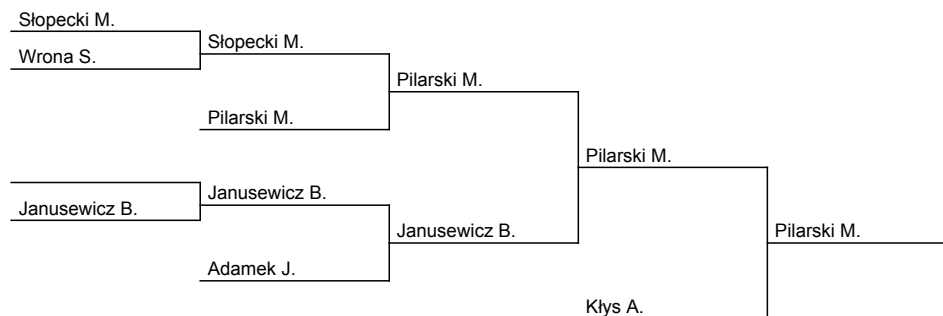 Słopecki M.
Wrona S.
Słopecki M.
Pilarski M.
Pilarski M.
Janusewicz B.
Janusewicz B.
Adamek J.
Janusewicz B.
Pilarski M.
Kłys A.
Pilarski M.